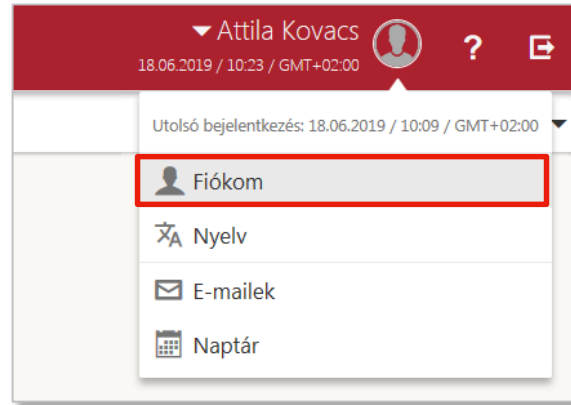 Attila Kovacs
18.06.2019 / 10:23 / GMT+02:00
?
Utolsó bejelentkezés: 18.06.2019 / 10:09 / GMT+02:00
Fiókom
Nyelv
E-mailek
Naptár